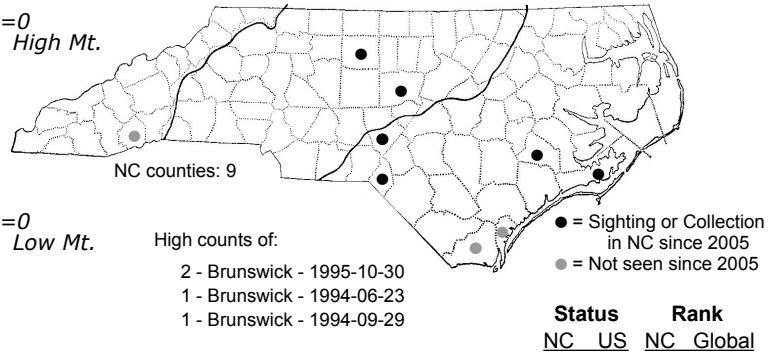 =0
High Mt.
NC counties: 9
=0
Low Mt.
High counts of:
2 - Brunswick - 1995-10-30
1 - Brunswick - 1994-06-23
1 - Brunswick - 1994-09-29
= Sighting or Collection
in NC since 2005
= Not seen since 2005
Status Rank
NC US NC Global